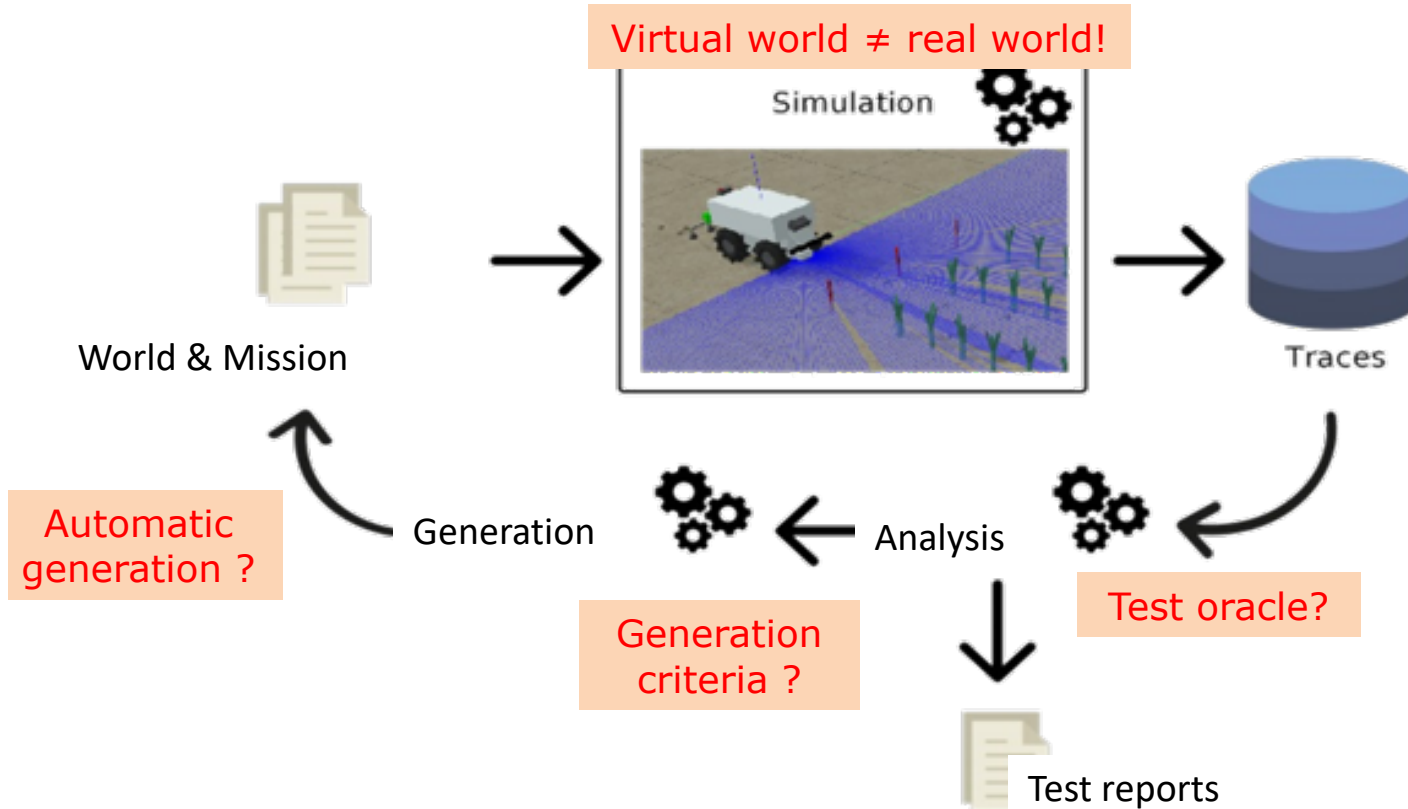 Virtual world ≠ real world!
Simulation
World & Mission
Traces
Automatic
generation ?
Generation
Analysis
Test oracle?
Generation
criteria ?
Test reports